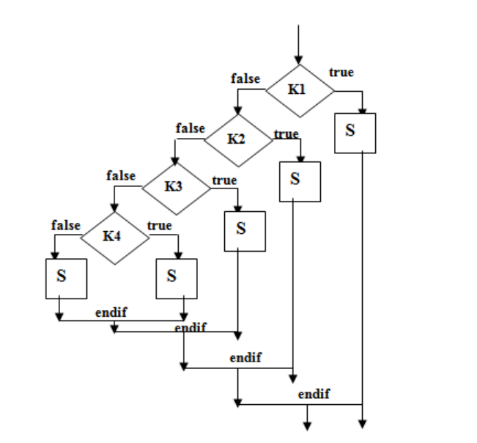 true
false
K1
S
false
K2
true
S
false
K3
true
S
false
K4
true
S
S
endif
endif
endif
endif